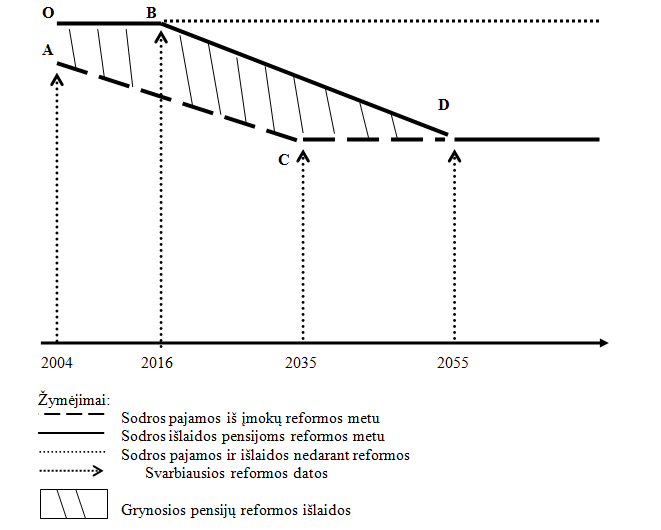 O
B
A
D
C
2004
2016
2035
2055
Žymėjimai:
Sodros pajamos iš įmokų reformos metu
Sodros išlaidos pensijoms reformos metu
Sodros pajamos ir išlaidos nedarant reformos
Svarbiausios reformos datos
Grynosios pensijų reformos išlaidos